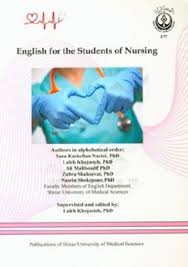 177
English for the Students of Nursing
Authors in alphabetical order:
Sara Kashefian Naeini, PhD
Laleh Khojasteh, PhD
Ali Mahboudi, PhD
Zahra Shahsavar, PhD
Nasrin Shokrpour, PhD
Faculty Members of English Department,
Shiraz University of Medical Sciences
Supervised and edited by:
Laleh Khojasteh, PhD
Publications of Shiraz University of Medical Sciences